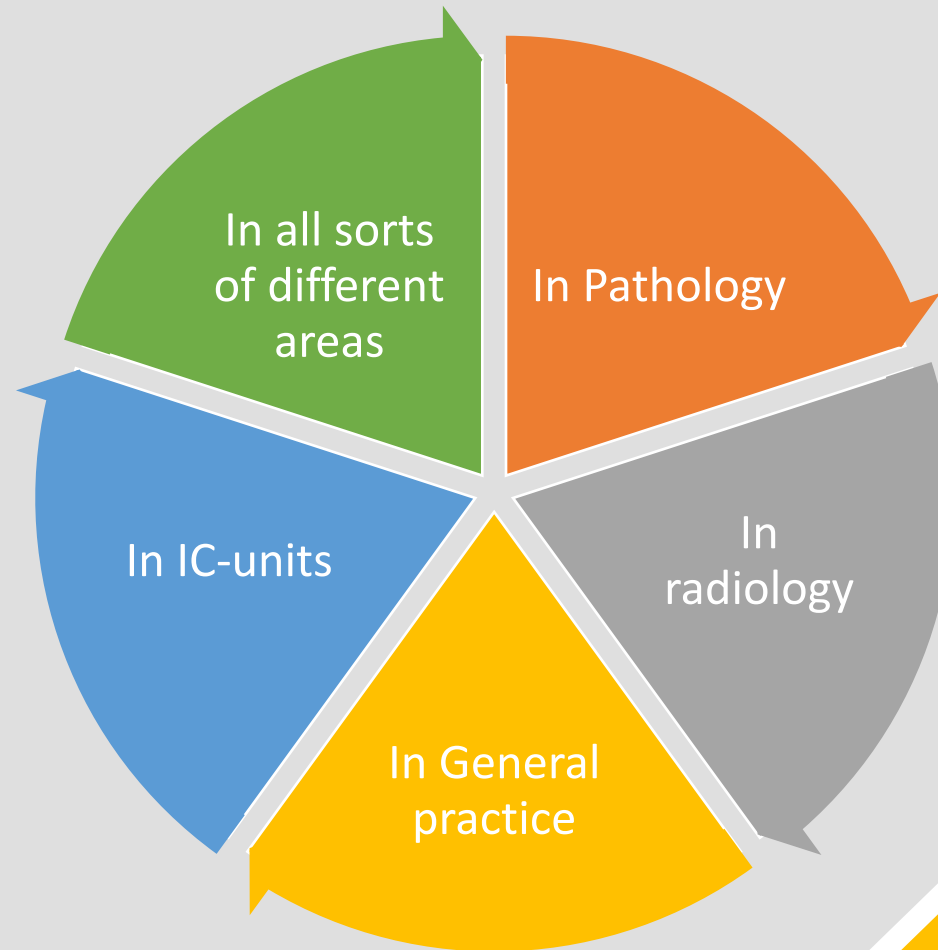 In all sorts
of different
areas
In Pathology
In
radiology
In General
practice
In IC-units